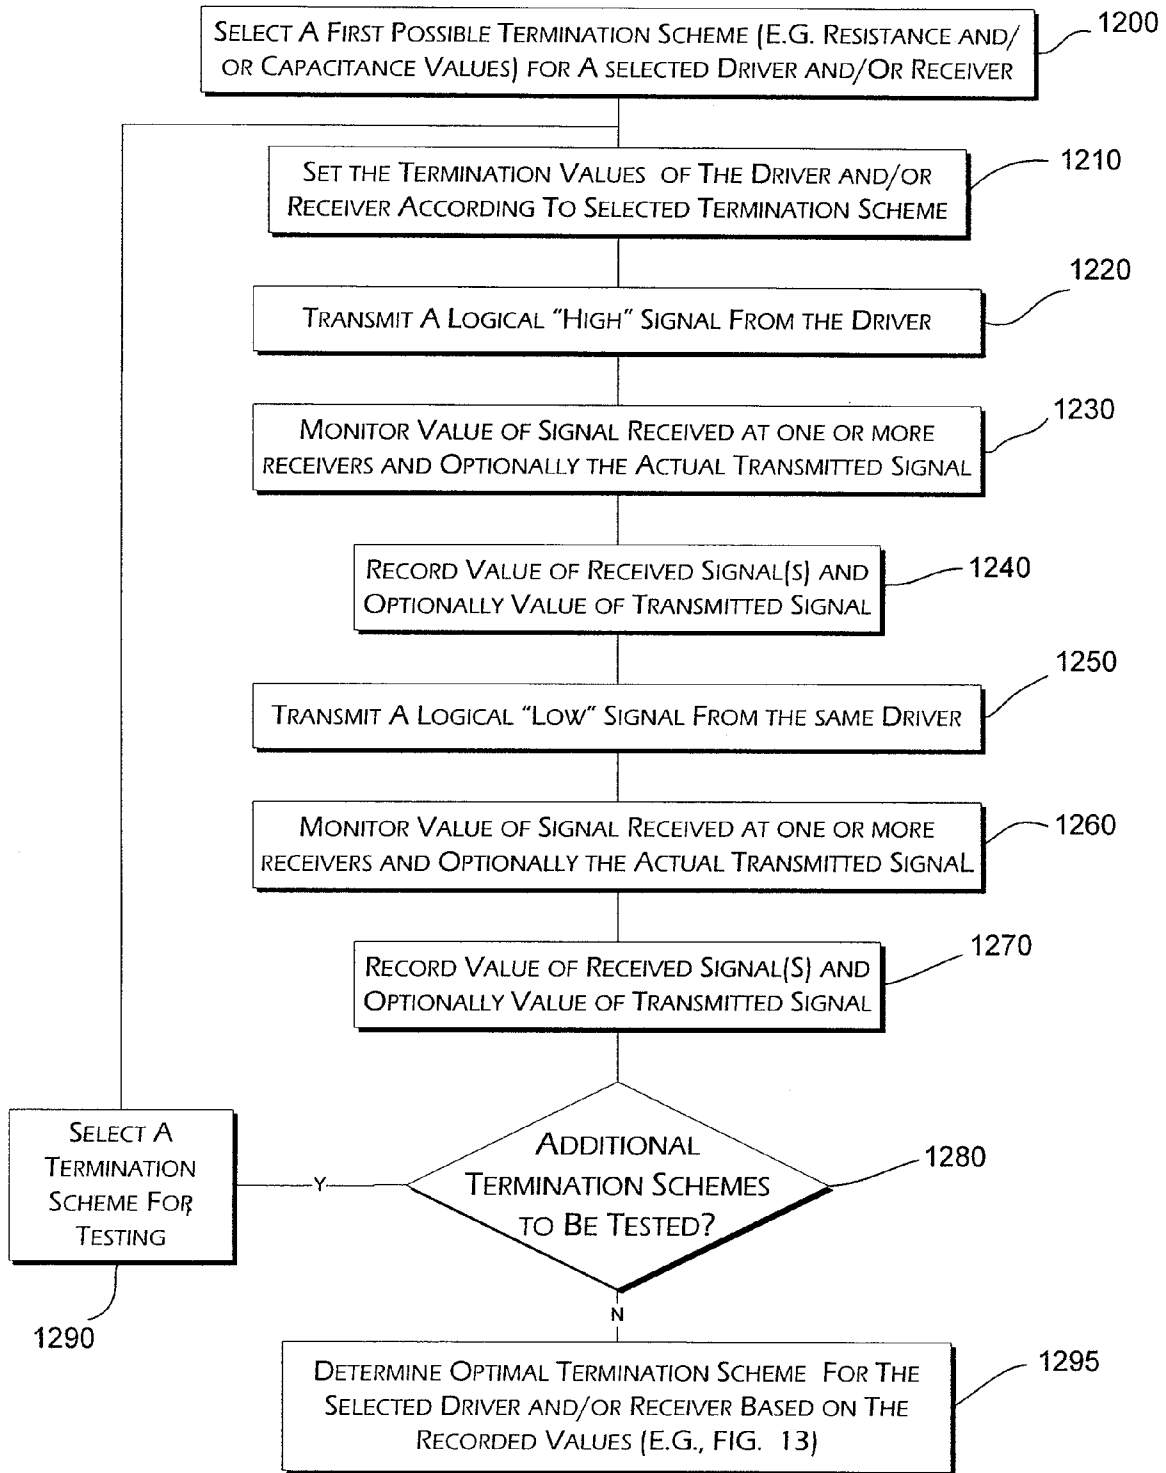 SELECT A FIRST POSSIBLE TERMINATION SCHEME (E.G. RESISTANCE AND/
OR CAPACITANCE VALUES) FOR A SELECTED DRIVER AND/OR RECEIVER
1200
SET THE TERMINATION VALUES OF THE DRIVER AND/OR
RECEIVER ACCORDING TO SELECTED TERMINATION SCHEME
1210
TRANSMIT A LOGICAL "HIGH" SIGNAL FROM THE DRIVER
1220
MONITOR VALUE OF SIGNAL RECEIVED AT ONE OR MORE
RECEIVERS AND OPTIONALLY THE ACTUAL TRANSMITTED SIGNAL
1230
RECORD VALUE OF RECEIVED SIGNAL(S) AND
OPTIONALLY VALUE OF TRANSMITTED SIGNAL
1240
TRANSMIT A LOGICAL "LOW" SIGNAL FROM THE SAME DRIVER
1250
MONITOR VALUE OF SIGNAL RECEIVED AT ONE OR MORE
RECEIVERS AND OPTIONALLY THE ACTUAL TRANSMITTED SIGNAL
1260
RECORD VALUE OF RECEIVED SIGNAL(S) AND
OPTIONALLY VALUE OF TRANSMITTED SIGNAL
1270
ADDITIONAL
TERMINATION SCHEMES
TO BE TESTED?
1280
Y
SELECT A
TERMINATION
SCHEME FOR
TESTING
1290
N
DETERMINE OPTIMAL TERMINATION SCHEME FOR THE
SELECTED DRIVER AND/OR RECEIVER BASED ON THE
RECORDED VALUES (E.G., FIG. 13)
1295